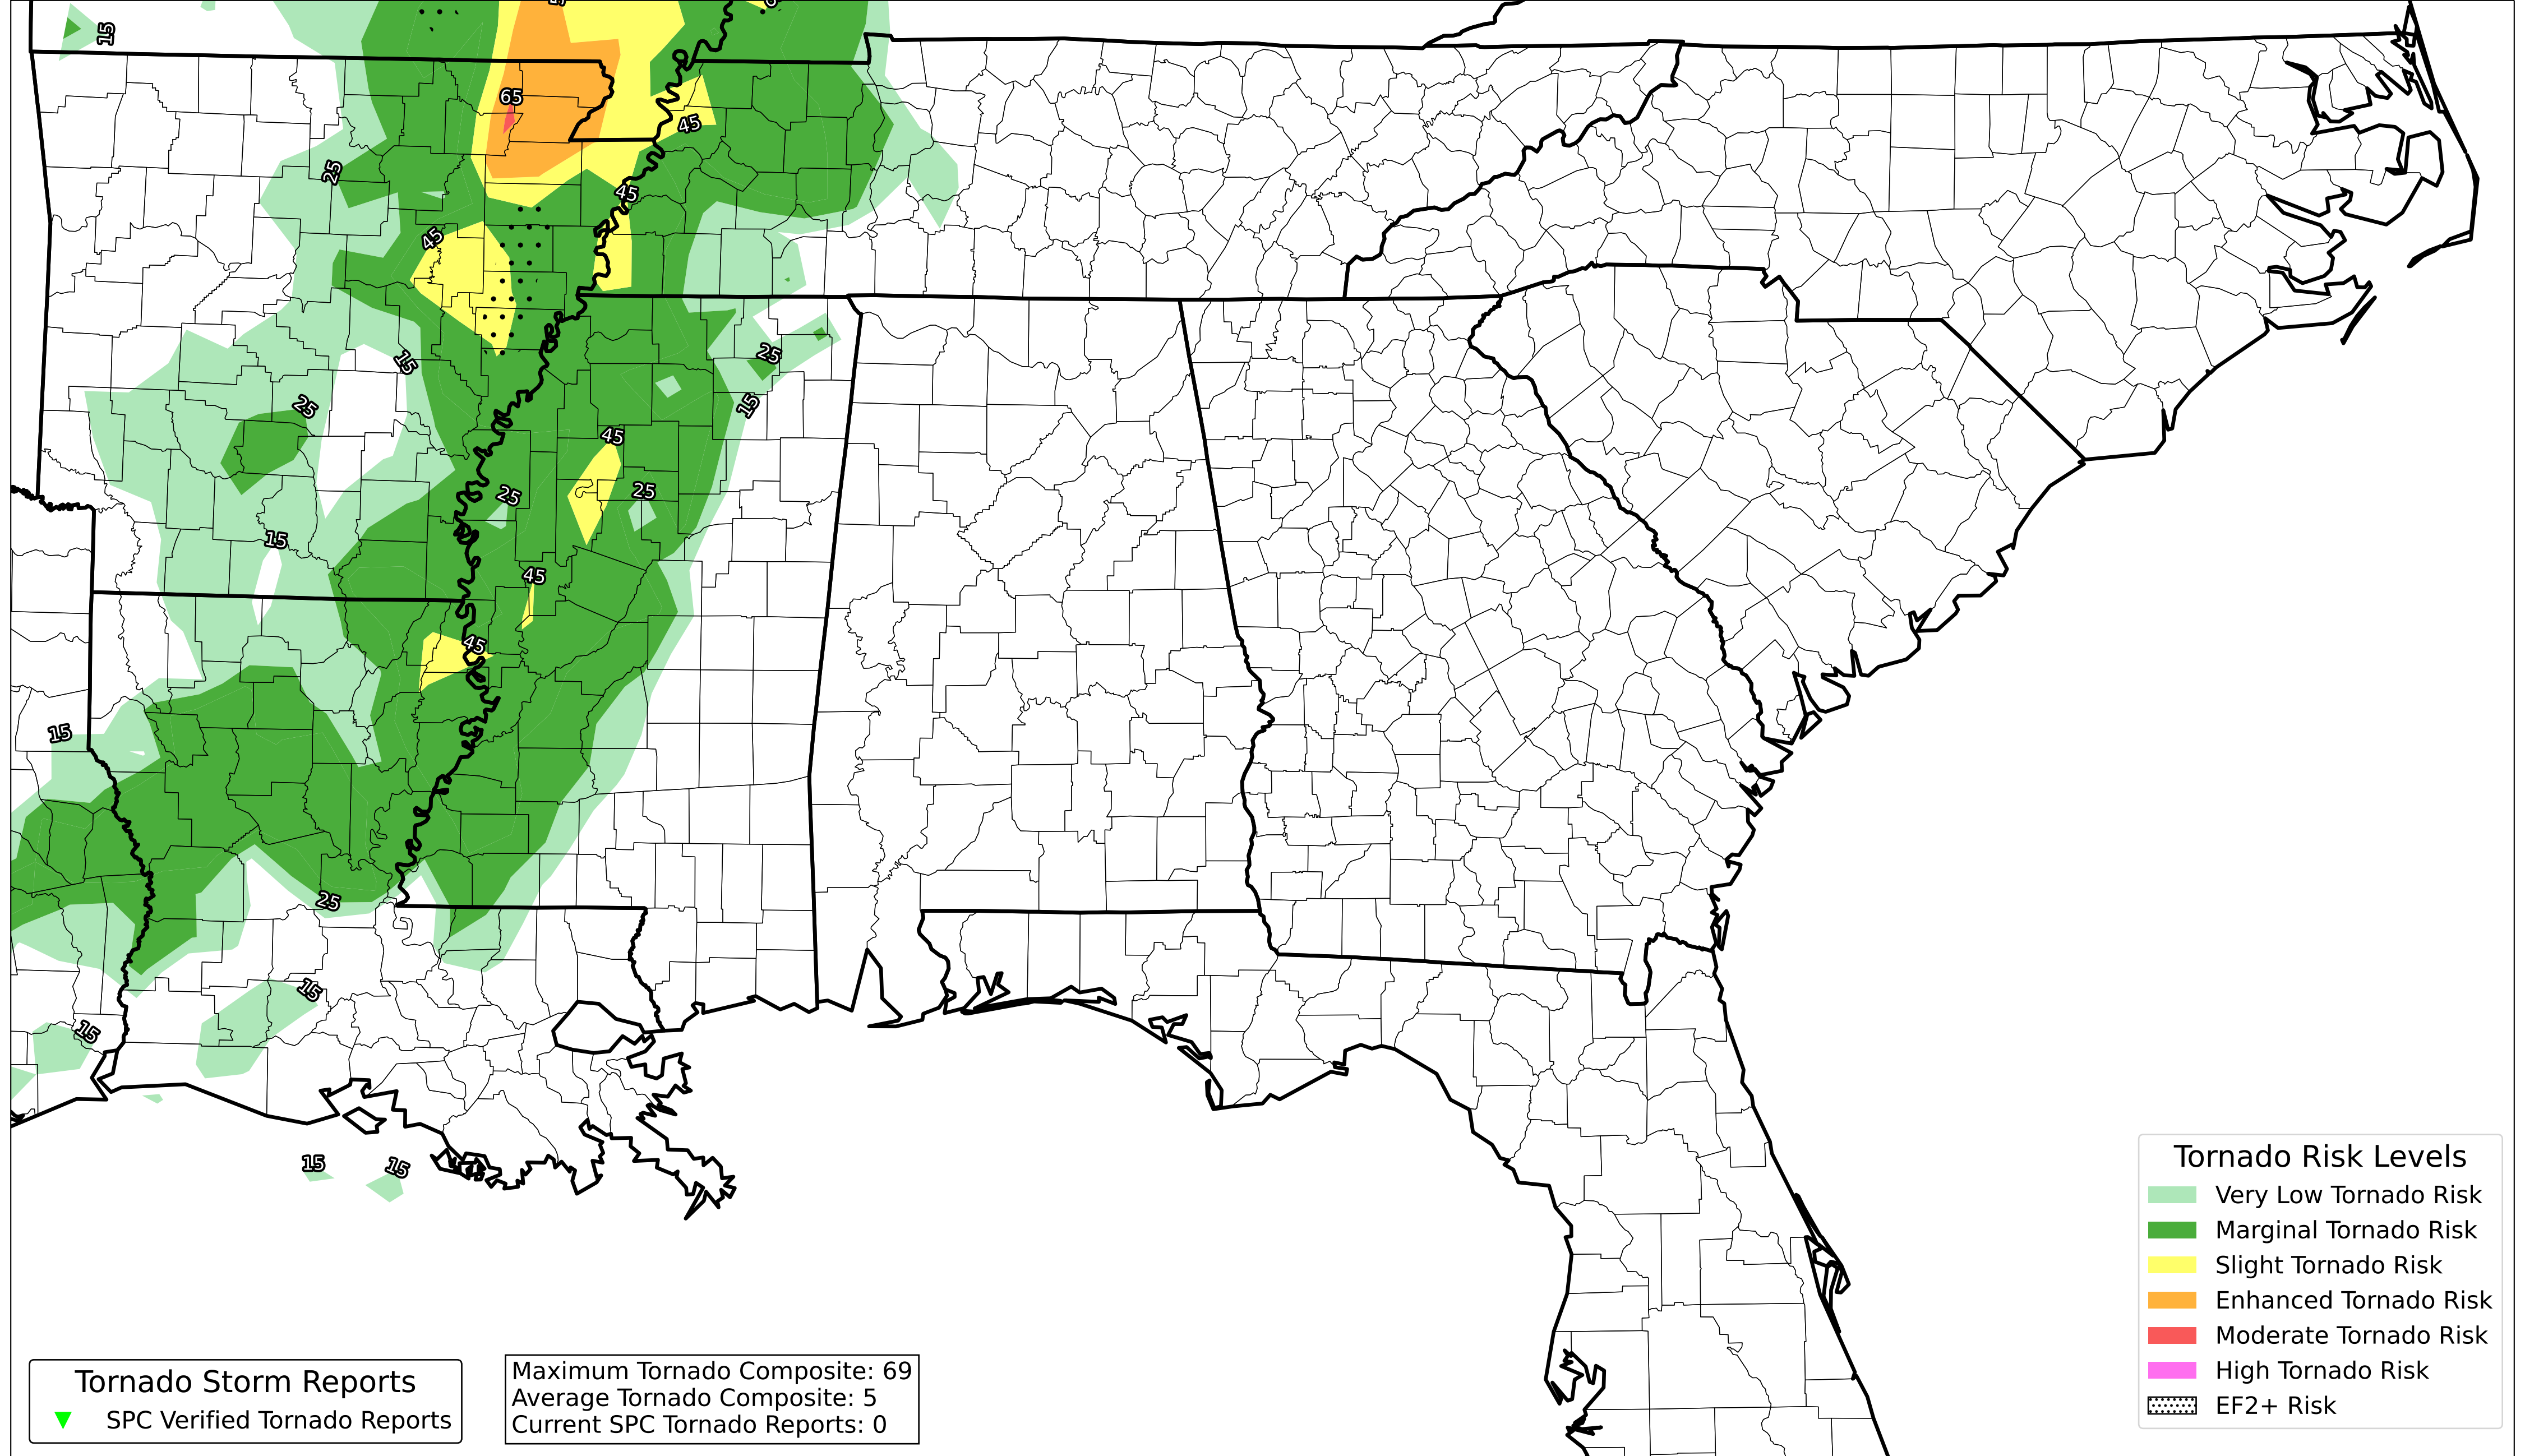 15
65
45
25
45
45
15
25
25
15
45
25
25
15
45
45
15
25
15
15
15
15
Tornado Risk Levels
Very Low Tornado Risk
Marginal Tornado Risk
Slight Tornado Risk
Enhanced Tornado Risk
Moderate Tornado Risk
High Tornado Risk
EF2+ Risk
Tornado Storm Reports
SPC Verified Tornado Reports
Maximum Tornado Composite: 69
Average Tornado Composite: 5
Current SPC Tornado Reports: 0